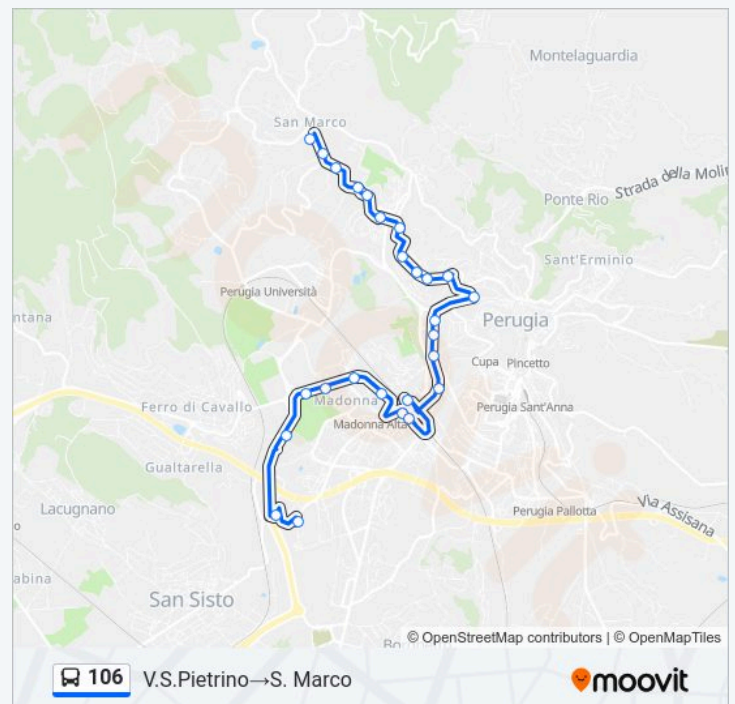 Montelaguardia
San Marco
Strada della Molin
Ponte Rio
Sant'Erminio
Perugia Università
ntana
Perugia
Cupa
Pincetto
Madonna
Ferro di Cavallo
Perugia Sant'Anna
Madonna Alta
Gualtarella
Lacugnano
Perugia Pallotta
Via Assisana
abina
San Sisto
© OpenStreetMap contributors | © OpenMapTiles
106
V.S.Pietrino→S. Marco
moovit